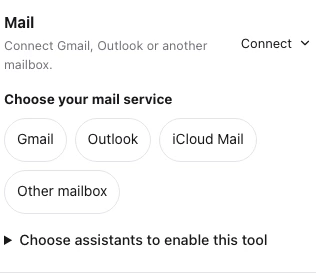 Mail
Connect Gmail, Outlook or another
mailbox.
Connect
Choose your mail service
Gmail
Outlook
iCloud Mail
Other mailbox
Choose assistants to enable this tool